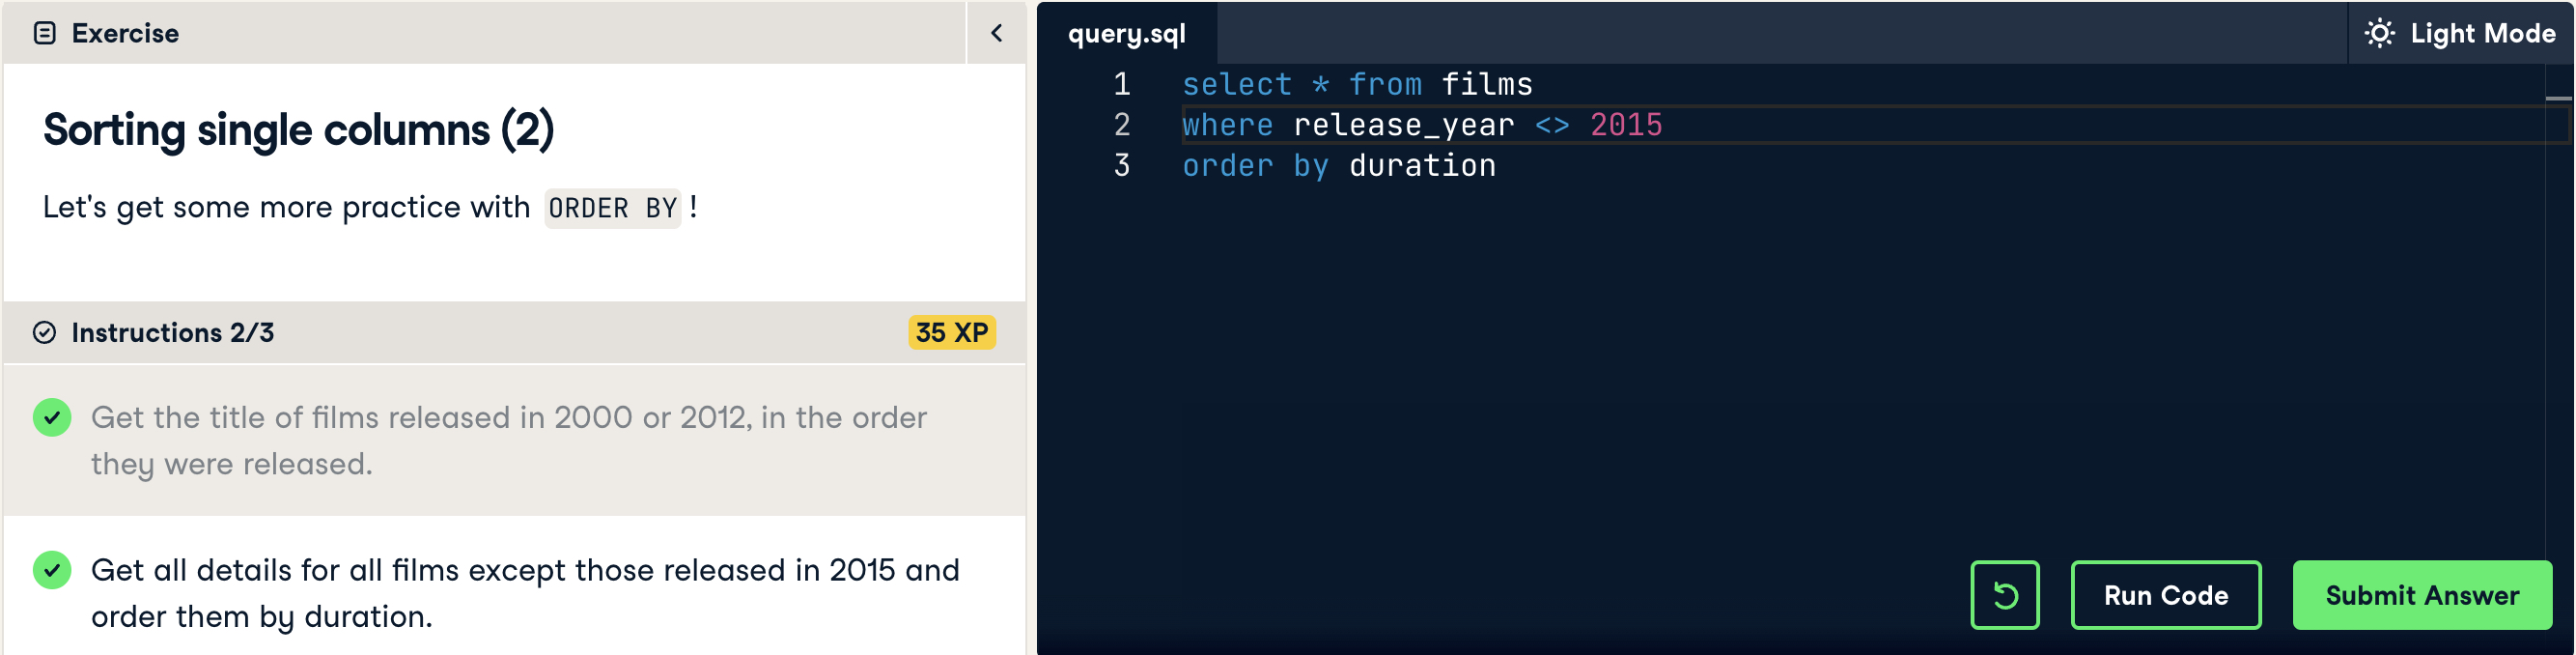 Exercise
Sorting single columns (2)
Let's get some more practice with ORDER BY !
Instructions 2/3
35 XP
Get the title of films released in 2000 or 2012, in the order
they were released.
Get all details for all films except those released in 2015 and
order them by duration.
query.sql
Light Mode
1 select * from films
2 where release_year <> 2015
3 order by duration
Run Code
Submit Answer